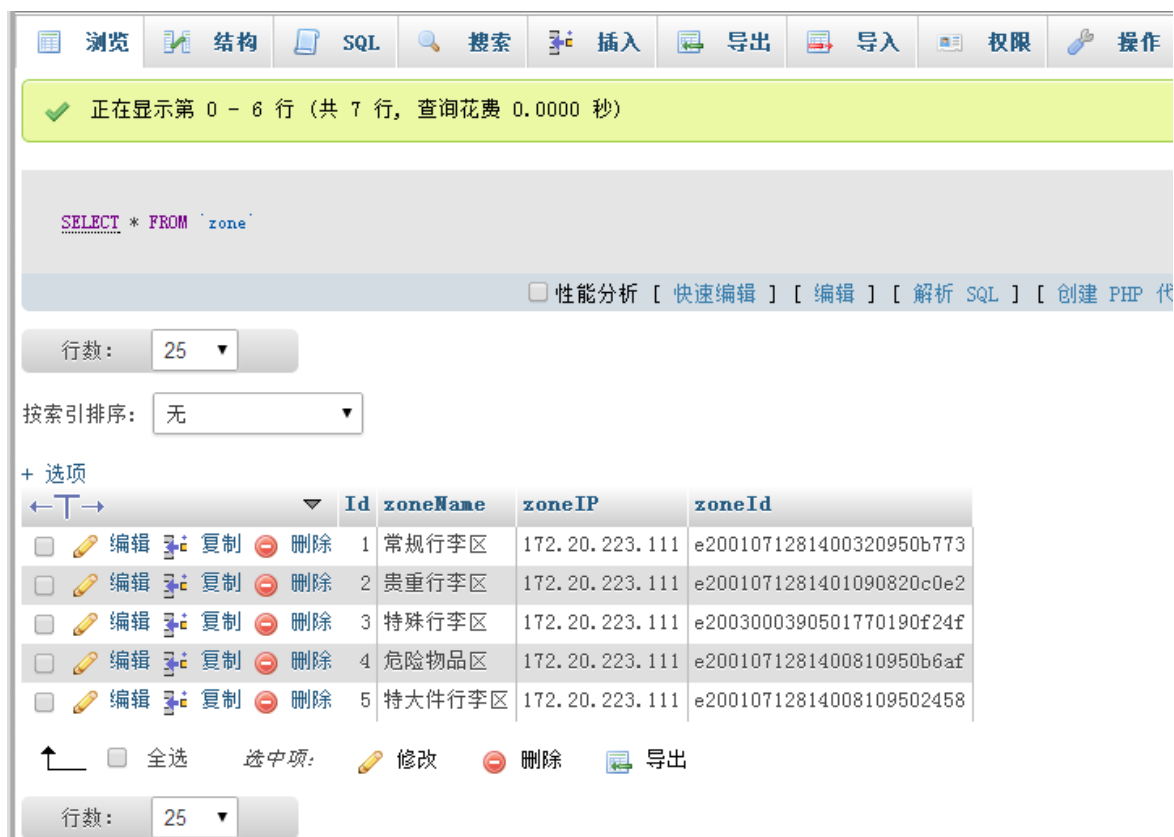 浏览 结构 SQL 搜索 插入 导出 导入 权限 操作
正在显示第 0 - 6 行 (共 7 行, 查询花费 0.0000 秒)
SELECT * FROM `zone`
性能分析 [ 快速编辑 ] [ 编辑 ] [ 解析 SQL ] [ 创建 PHP 代
行数: 25
按索引排序: 无
+ 选项
←T→ Id zoneName zoneIP zoneId
编辑 复制 删除 1 常规行李区 172.20.223.111 e2001071281400320950b773
编辑 复制 删除 2 贵重行李区 172.20.223.111 e2001071281401090820c0e2
编辑 复制 删除 3 特殊行李区 172.20.223.111 e2003000390501770190f24f
编辑 复制 删除 4 危险物品区 172.20.223.111 e2001071281400810950b6af
编辑 复制 删除 5 特大件行李区 172.20.223.111 e20010712814008109502458
全选 选中项: 修改 删除 导出
行数: 25